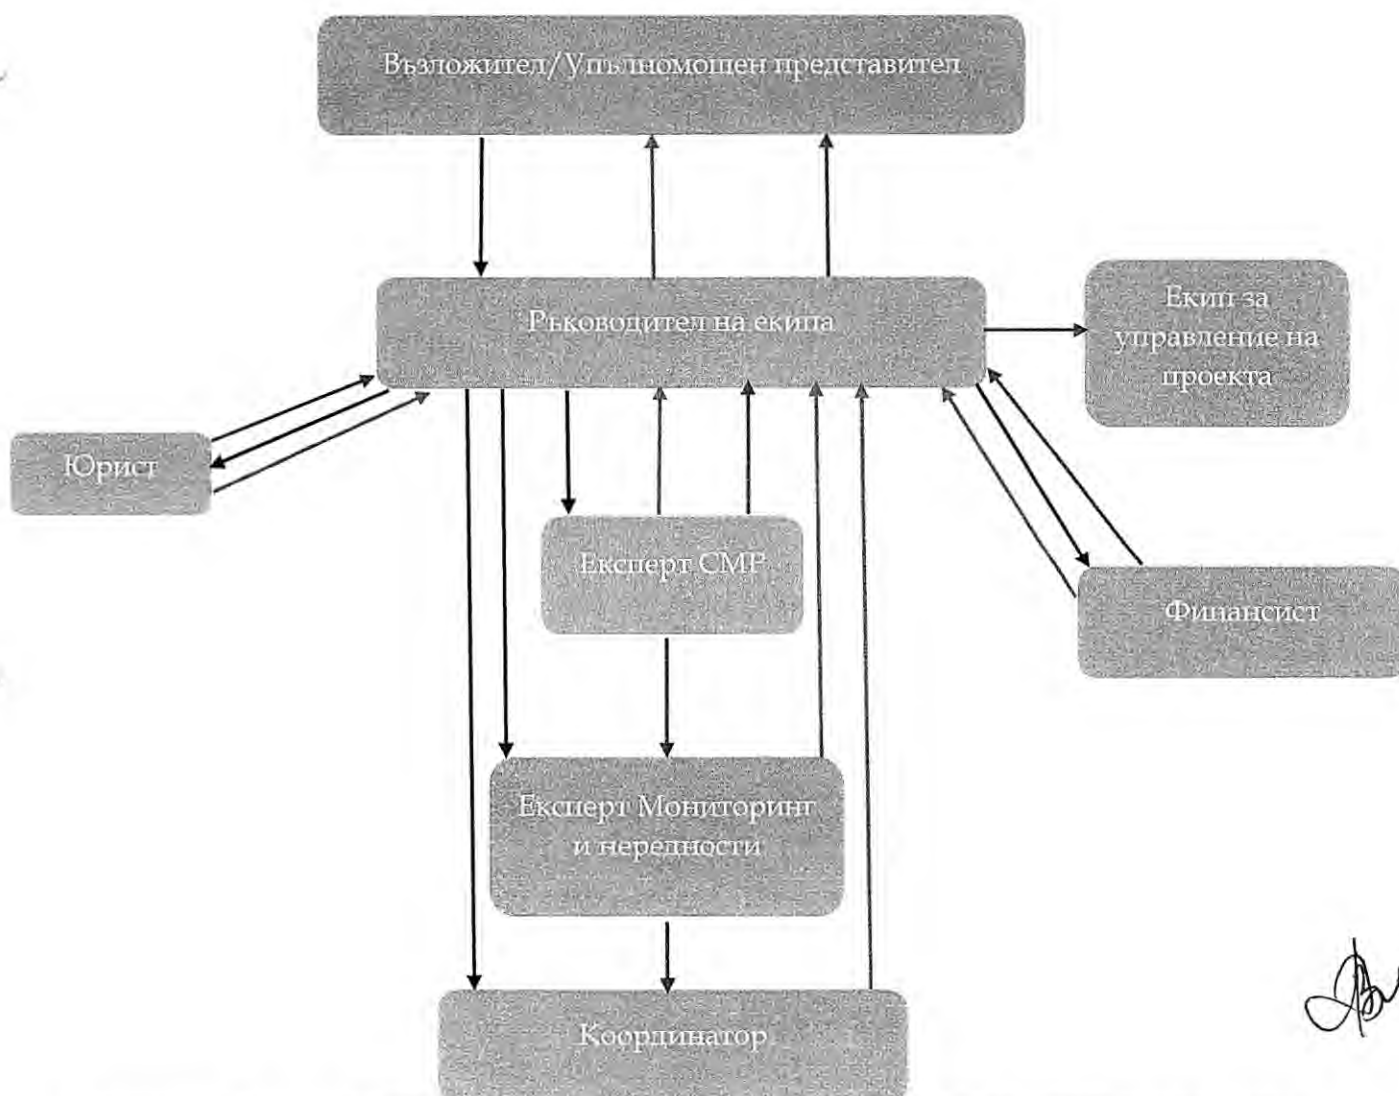 Възложител/Упълномощен представител
Ръководител на екипа
Екип за
управление на
проекта
Юрист
Експерт СМР
Финансист
Експерт Мониторинг
и нередности
Координатор